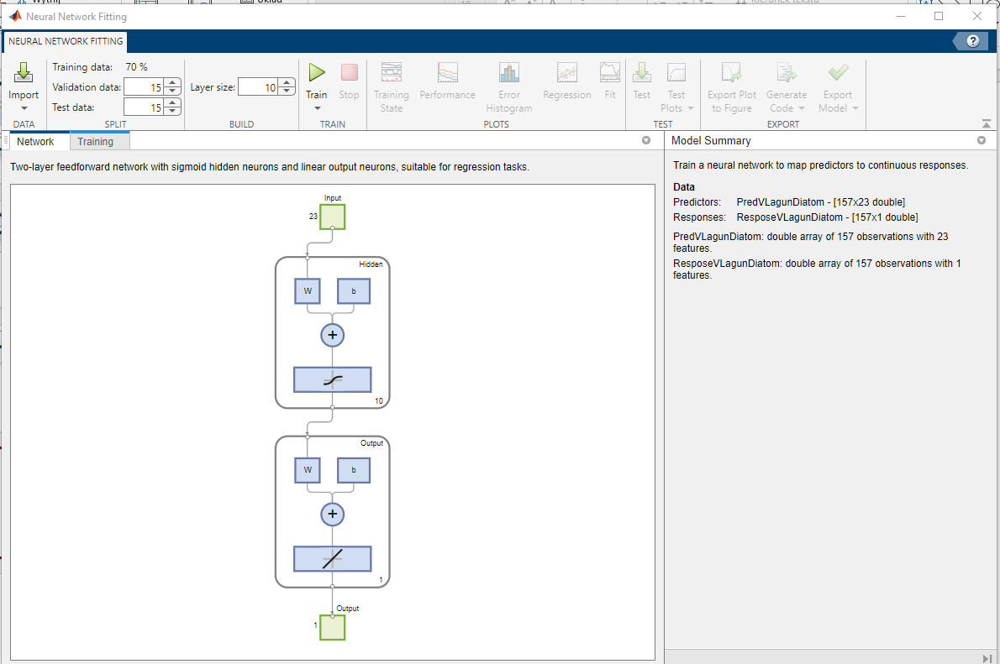 Neural Network Fitting
NEURAL NETWORK FITTING
?
Import
DATA
Training data: 70 %
Validation data: 15
Test data: 15
SPLIT
Layer size: 10
BUILD
Train
Stop
TRAIN
Training
State
Performance
Error
Histogram
Regression
Fit
PLOTS
Test
Test
Plots
TEST
Export Plot
to Figure
Generate
Code
Export
Model
EXPORT
Network
Training
Two-layer feedforward network with sigmoid hidden neurons and linear output neurons, suitable for regression tasks.
Input
23
Hidden
W
b
+
10
Output
W
b
+
1
Output
1
Model Summary
Train a neural network to map predictors to continuous responses.
Data
Predictors: PredVLagunDiatom - [157x23 double]
Responses: ResposeVLagunDiatom - [157x1 double]
PredVLagunDiatom: double array of 157 observations with 23
features.
ResposeVLagunDiatom: double array of 157 observations with 1
features.